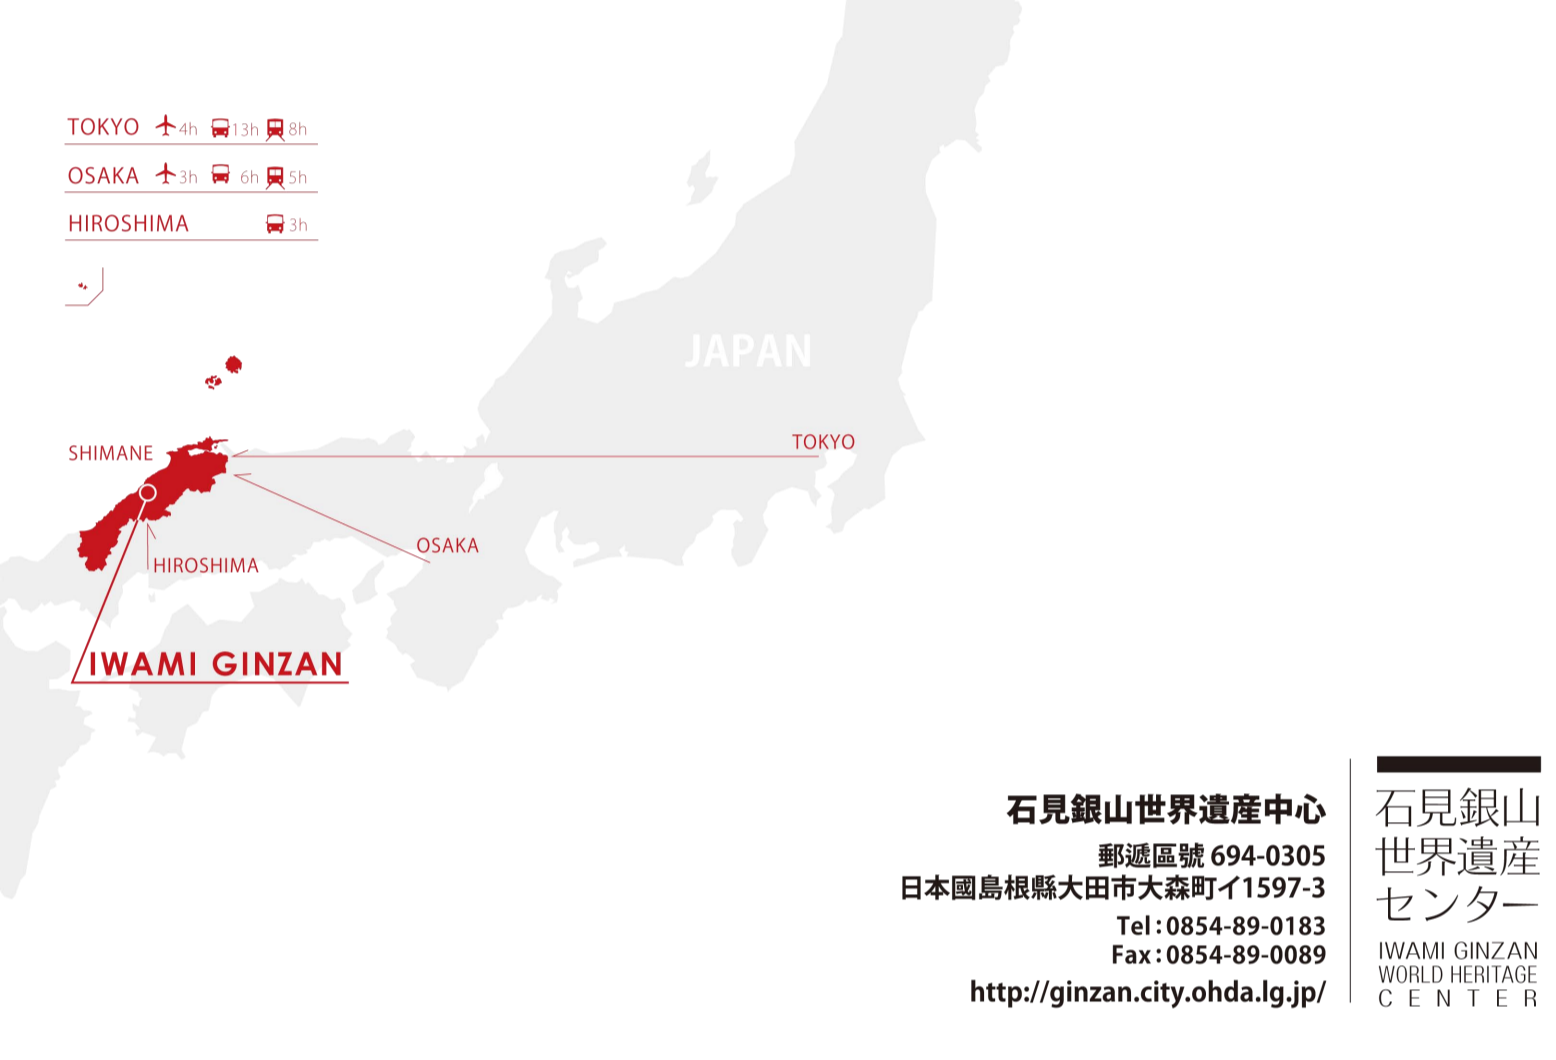 TOKYO 4h 13h 8h
OSAKA 3h 6h 5h
HIROSHIMA 3h
JAPAN
TOKYO
SHIMANE
OSAKA
HIROSHIMA
IWAMI GINZAN
石見銀山世界遺産中心
郵遞區號 694-0305
日本國島根縣大田市大森町イ1597-3
Tel：0854-89-0183
Fax：0854-89-0089
http://ginzan.city.ohda.lg.jp/
石見銀山
世界遺産
センター
IWAMI GINZAN
WORLD HERITAGE
CENTER